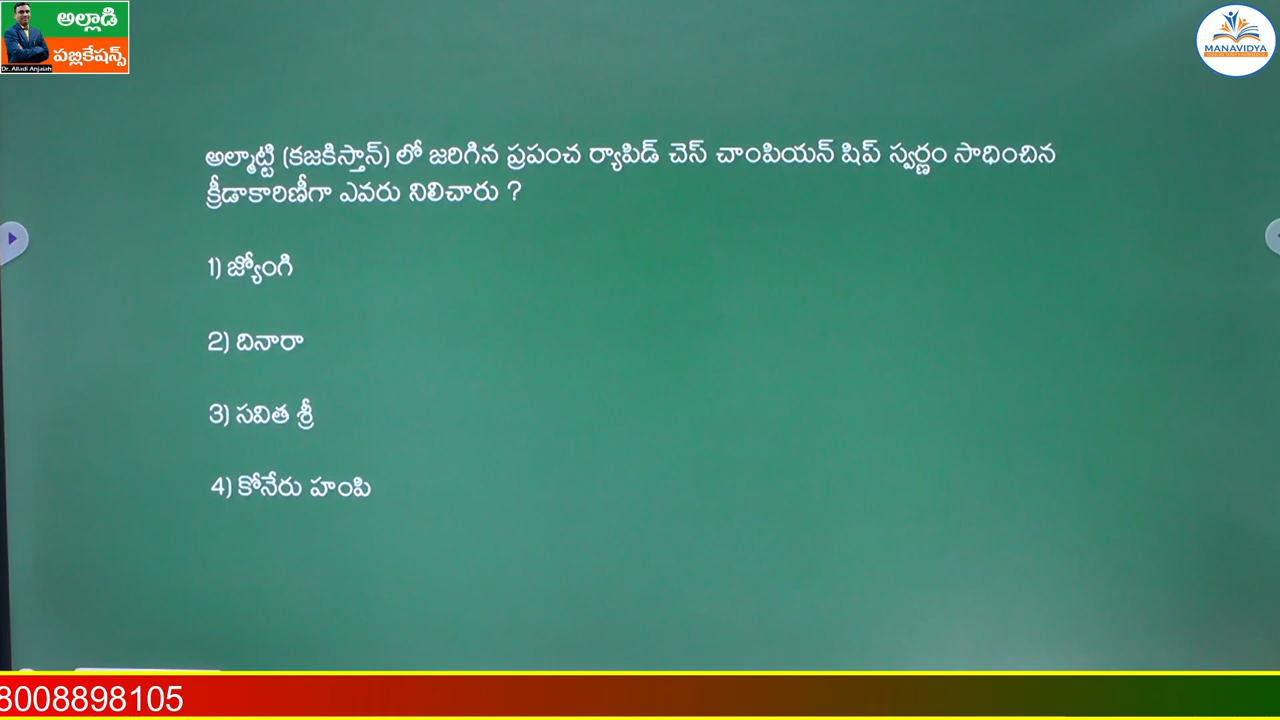 అల్లాడి
పబ్లికేషన్స్
Dr. Alladi Anjaiah
MANAVIDYA
అల్మాట్టి (కజకిస్తాన్) లో జరిగిన ప్రపంచ ర్యాపిడ్ చెస్ చాంపియన్ షిప్ స్వర్ణం సాధించిన
క్రీడాకారిణీగా ఎవరు నిలిచారు ?
1) జ్యోంగి
2) దినారా
3) సవిత శ్రీ
4) కోనేరు హంపి
8008898105